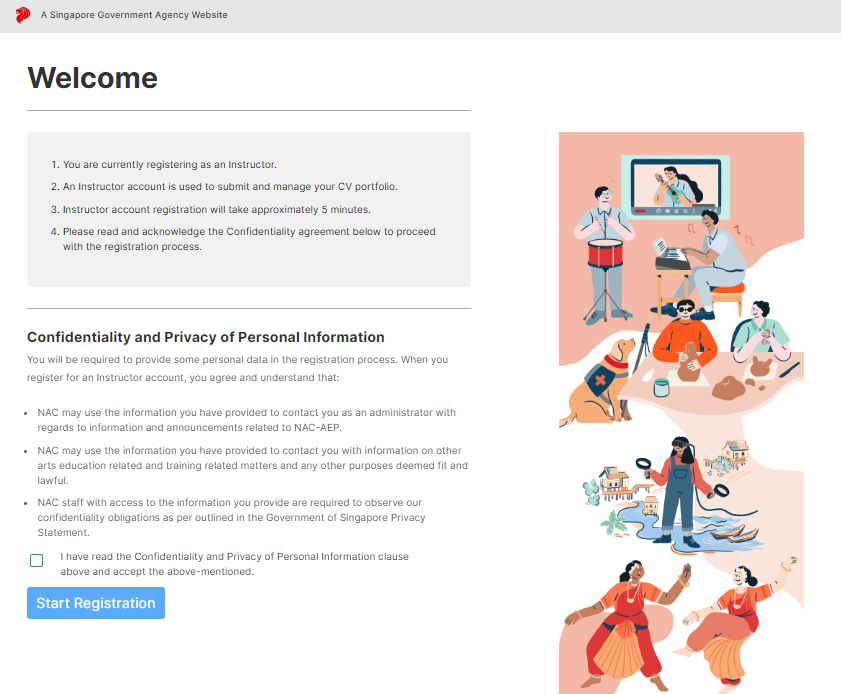 A Singapore Government Agency Website
Welcome
1. You are currently registering as an Instructor.
2. An Instructor account is used to submit and manage your CV portfolio.
3. Instructor account registration will take approximately 5 minutes.
4. Please read and acknowledge the Confidentiality agreement below to proceed
with the registration process.
Confidentiality and Privacy of Personal Information
You will be required to provide some personal data in the registration process. When you
register for an Instructor account, you agree and understand that:
• NAC may use the information you have provided to contact you as an administrator with
regards to information and announcements related to NAC-AEP.
• NAC may use the information you have provided to contact you with information on other
arts education related and training related matters and any other purposes deemed fit and
lawful.
• NAC staff with access to the information you provide are required to observe our
confidentiality obligations as per outlined in the Government of Singapore Privacy
Statement.
I have read the Confidentiality and Privacy of Personal Information clause
above and accept the above-mentioned.
Start Registration